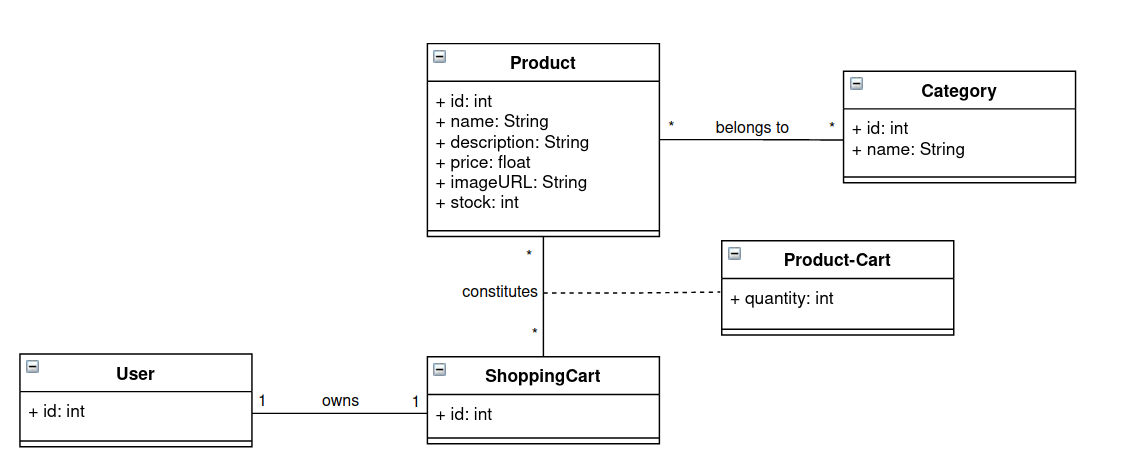 Product
+ id: int
+ name: String
+ description: String
+ price: float
+ imageURL: String
+ stock: int
* belongs to *
Category
+ id: int
+ name: String
*
constitutes
*
Product-Cart
+ quantity: int
User
+ id: int
1 owns 1
ShoppingCart
+ id: int